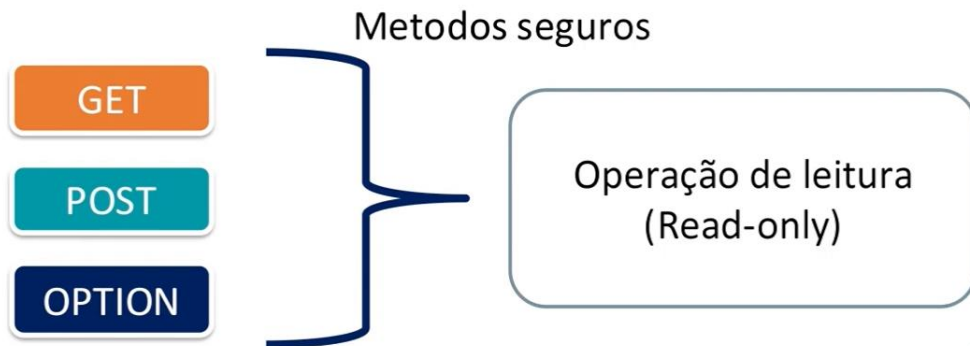 Metodos seguros
GET
POST
OPTION
Operação de leitura
(Read-only)